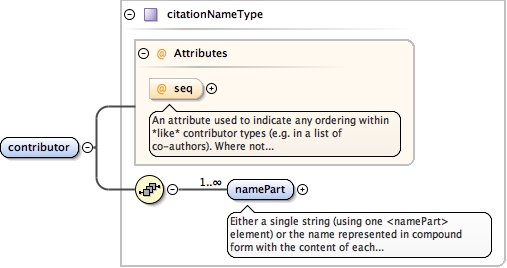 citationNameType
@ Attributes
@ seq
An attribute used to indicate any ordering within
*like* contributor types (e.g. in a list of
co-authors). Where not...
contributor
1..∞
namePart
Either a single string (using one <namePart>
element) or the name represented in compound
form with the content of each...